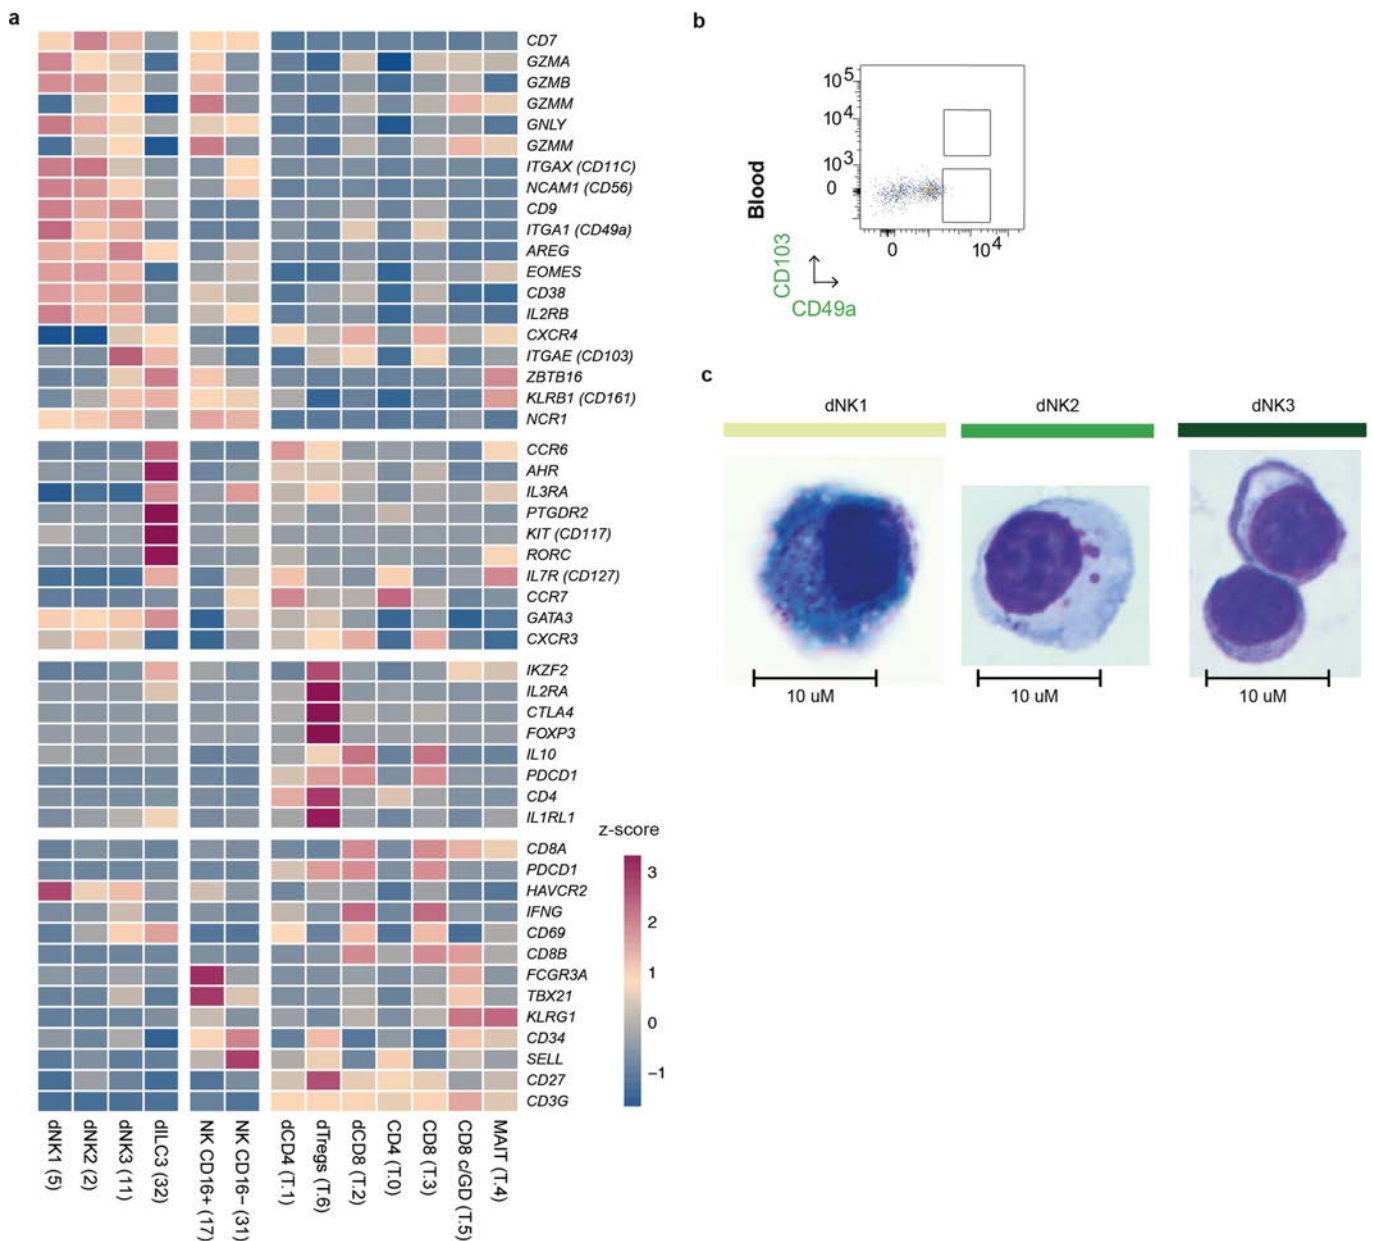 a
CD7
GZMA
GZMB
GZMM
GNLY
GZMM
ITGAX (CD11C)
NCAM1 (CD56)
CD9
ITGA1 (CD49a)
AREG
EOMES
CD38
IL2RB
CXCR4
ITGAE (CD103)
ZBTB16
KLRB1 (CD161)
NCR1
CCR6
AHR
IL3RA
PTGDR2
KIT (CD117)
RORC
IL7R (CD127)
CCR7
GATA3
CXCR3
IKZF2
IL2RA
CTLA4
FOXP3
IL10
PDCD1
CD4
IL1RL1
CD8A
PDCD1
HAVCR2
IFNG
CD69
CD8B
FCGR3A
TBX21
KLRG1
CD34
SELL
CD27
CD3G
dNK1 (5)
dNK2 (2)
dNK3 (11)
dILC3 (32)
NK CD16+ (17)
NK CD16− (31)
dCD4 (T.1)
dTregs (T.6)
dCD8 (T.2)
CD4 (T.0)
CD8 (T.3)
CD8 c/GD (T.5)
MAIT (T.4)
z-score
3
2
1
0
−1
b
Blood
10⁵
10⁴
10³
0
0
10⁴
CD103
CD49a
c
dNK1
dNK2
dNK3
10 uM
10 uM
10 uM